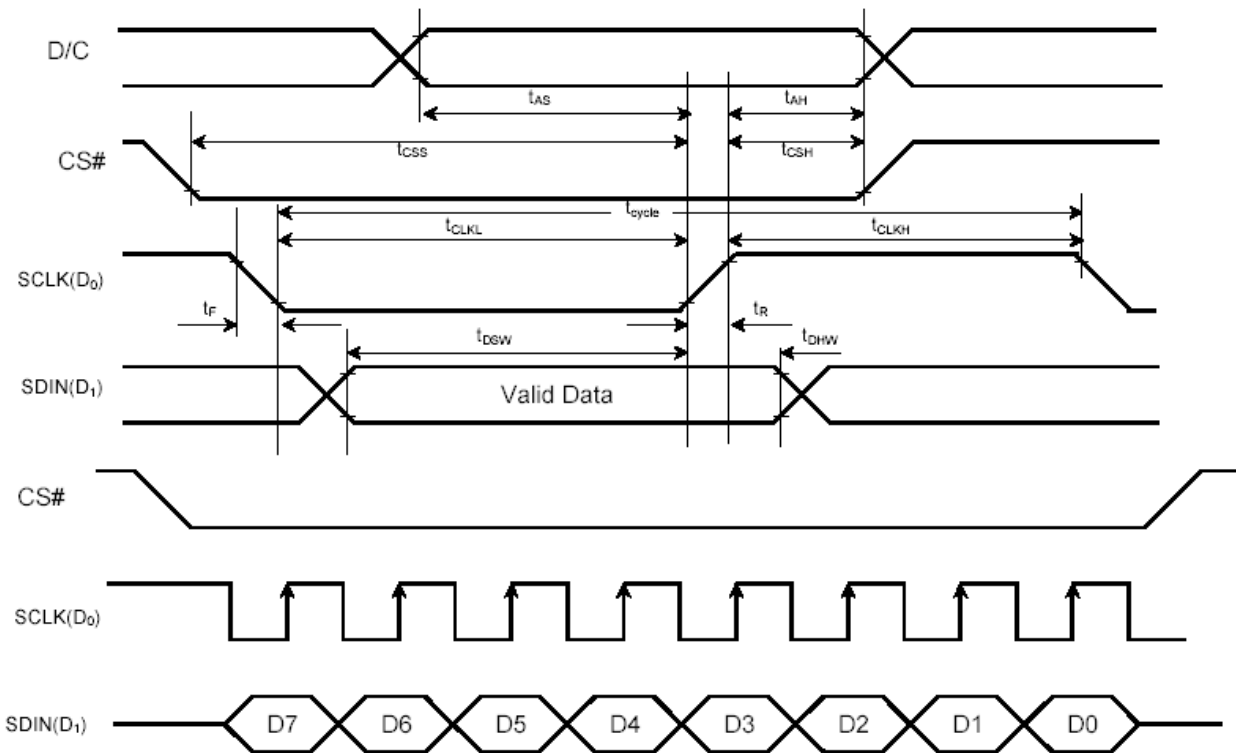 D/C
tAS
tAH
CS#
tCSS
tCSH
tcycle
tCLKL
tCLKH
SCLK(D0)
tF
tR
tDSW
tDHW
SDIN(D1)
Valid Data
CS#
SCLK(D0)
SDIN(D1)
D7 D6 D5 D4 D3 D2 D1 D0